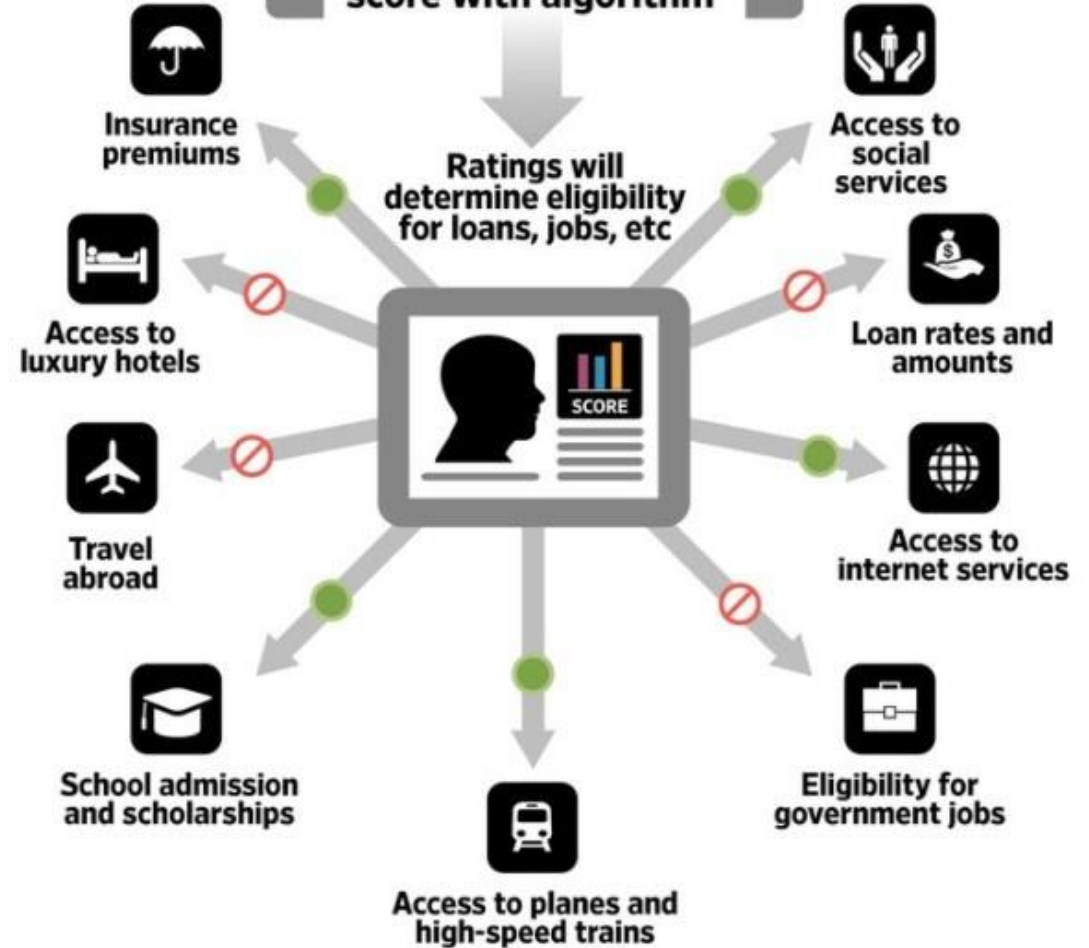 score with algorithm
Insurance
premiums
Ratings will
determine eligibility
for loans, jobs, etc
Access to
social
services
Access to
luxury hotels
Loan rates and
amounts
SCORE
Travel
abroad
Access to
internet services
School admission
and scholarships
Eligibility for
government jobs
Access to planes and
high-speed trains